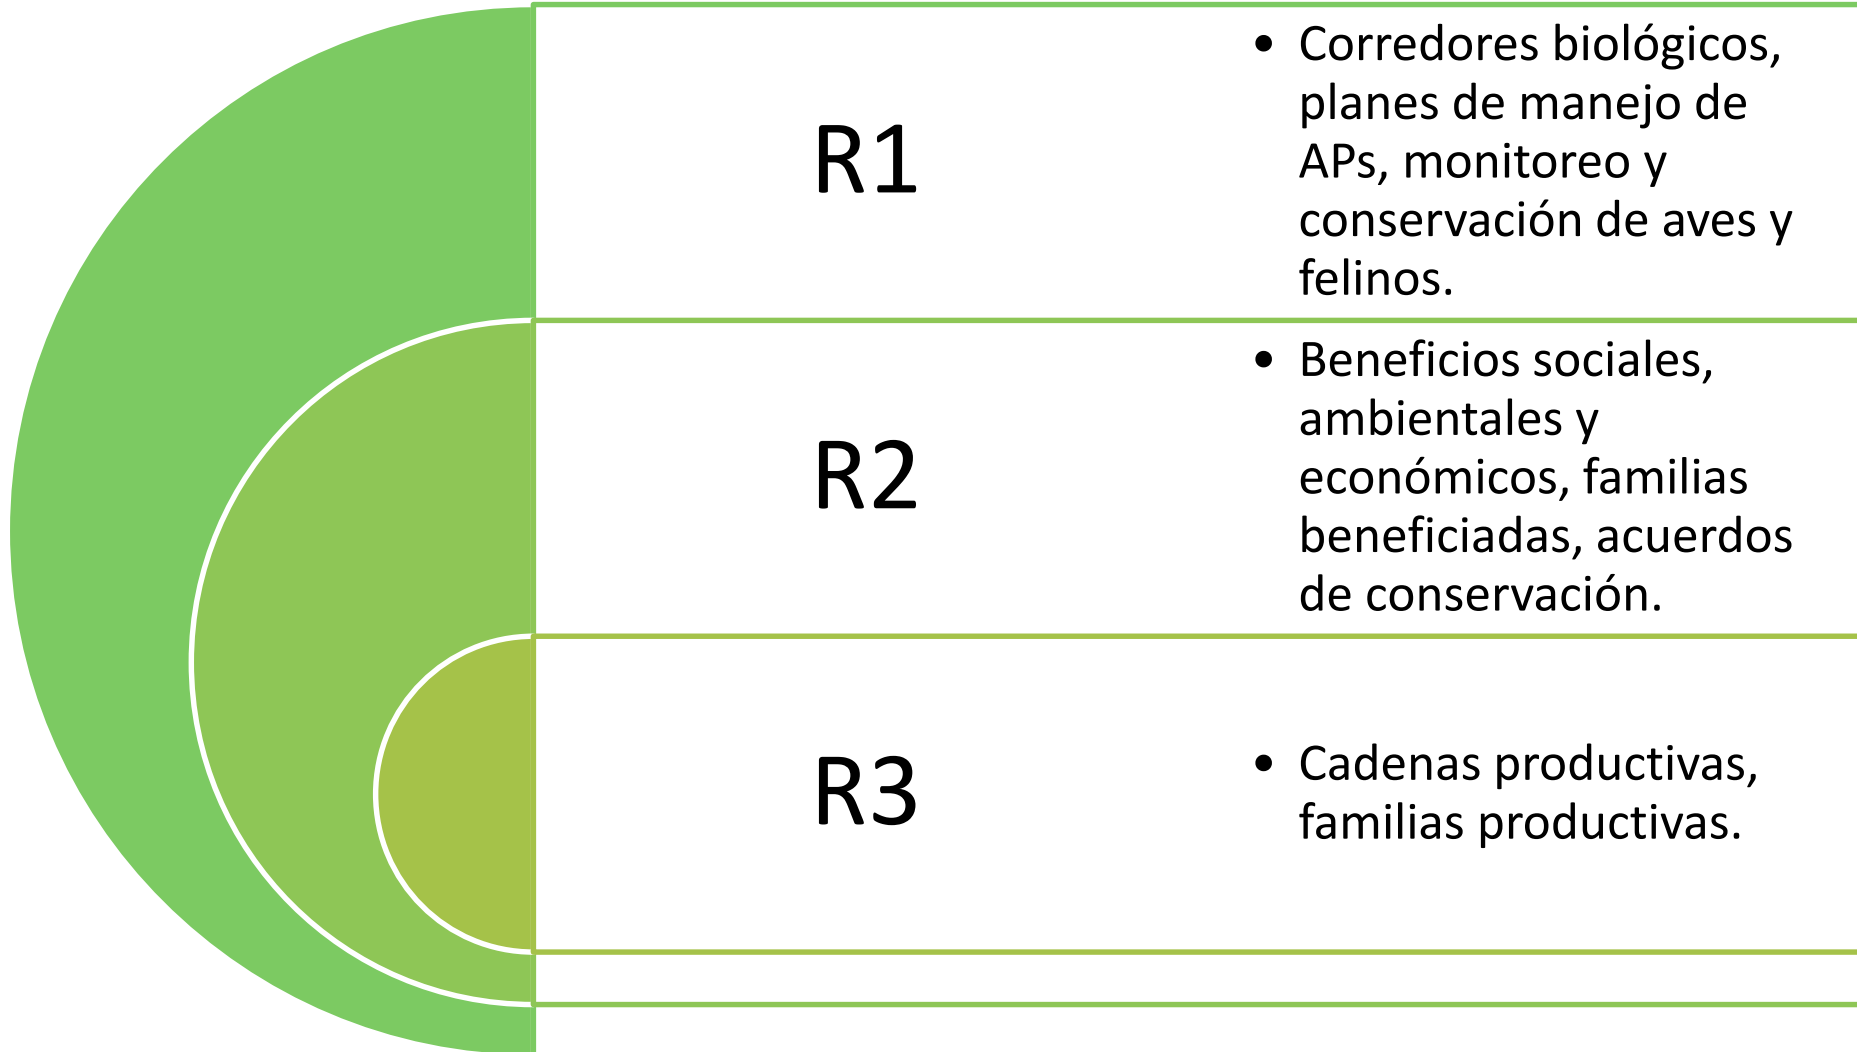 R1
• Corredores biológicos,
planes de manejo de
APs, monitoreo y
conservación de aves y
felinos.
R2
• Beneficios sociales,
ambientales y
económicos, familias
beneficiadas, acuerdos
de conservación.
R3
• Cadenas productivas,
familias productivas.